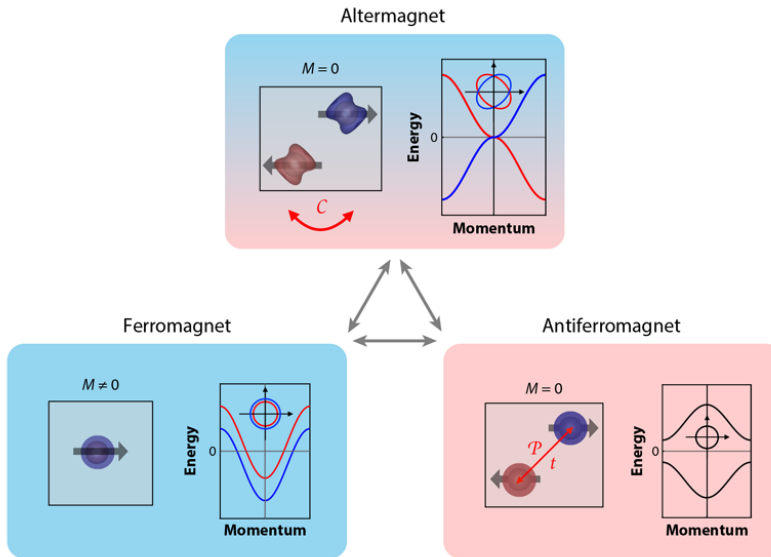 Altermagnet
M = 0
C
Energy
0
Momentum
Ferromagnet
M ≠ 0
Energy
0
Momentum
Antiferromagnet
M = 0
P
t
Energy
0
Momentum